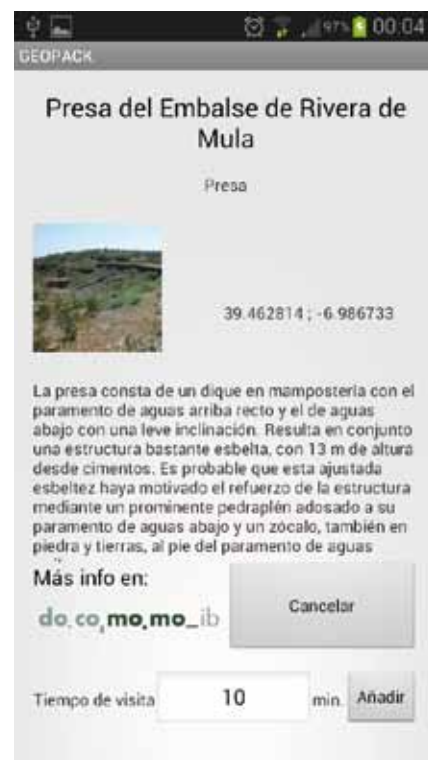 97% 00:04
GEOPACK
Presa del Embalse de Rivera de
Mula
Presa
39.462814 ; -6.986733
La presa consta de un dique en mampostería con el
paramento de aguas arriba recto y el de aguas
abajo con una leve inclinación. Resulta en conjunto
una estructura bastante esbelta, con 13 m de altura
desde cimentos. Es probable que esta ajustada
esbeltez haya motivado el refuerzo de la estructura
mediante un prominente pedraplén adosado a su
paramento de aguas abajo y un zócalo, también en
piedra y tierras, al pie del paramento de aguas
Más info en:
do.co,mo,mo_ib
Cancelar
Tiempo de visita 10 min. Añadir